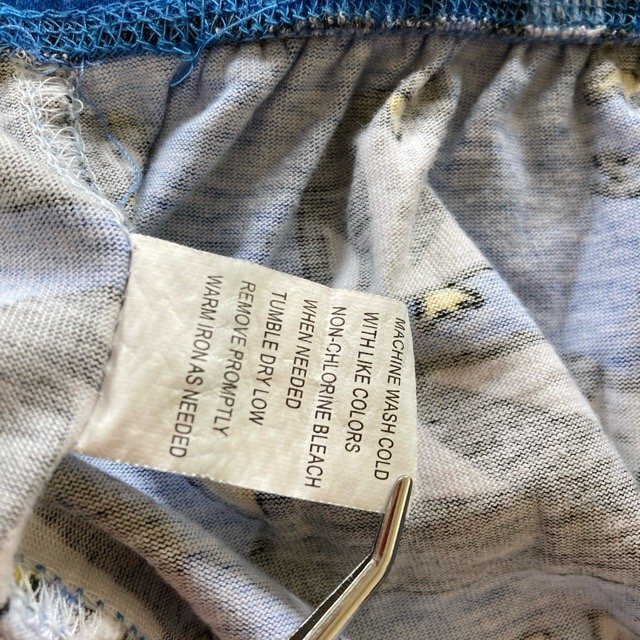 MACHINE WASH COLD
WITH LIKE COLORS
NON-CHLORINE BLEACH
WHEN NEEDED
TUMBLE DRY LOW
REMOVE PROMPTLY
WARM IRON AS NEEDED